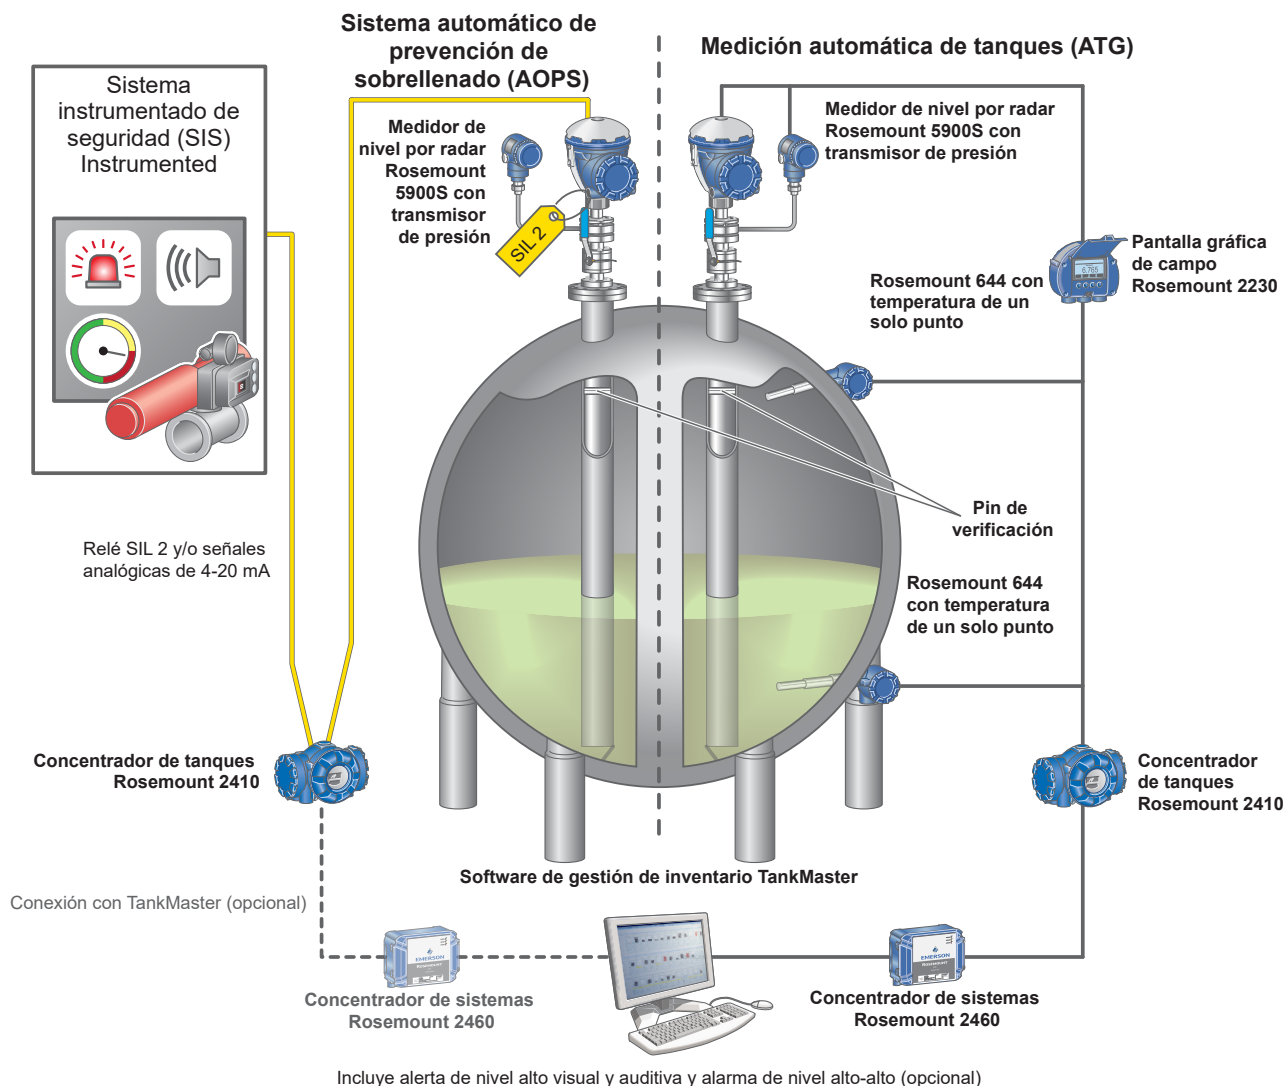 Sistema automático de
prevención de
sobrellenado (AOPS)
Medición automática de tanques (ATG)
Sistema
instrumentado de
seguridad (SIS)
Instrumented
Medidor de
nivel por radar
Rosemount
5900S con
transmisor
de presión
SIL 2
Medidor de nivel por radar
Rosemount 5900S con
transmisor de presión
Pantalla gráfica
de campo
Rosemount 2230
6.765
Rosemount 644 con
temperatura de un
solo punto
Pin de
verificación
Relé SIL 2 y/o señales
analógicas de 4-20 mA
Rosemount 644
con temperatura
de un solo punto
Concentrador de tanques
Rosemount 2410
Concentrador
de tanques
Rosemount 2410
Software de gestión de inventario TankMaster
Conexión con TankMaster (opcional)
EMERSON
ROSEMOUNT
EMERSON
ROSEMOUNT
Concentrador de sistemas
Rosemount 2460
Concentrador de sistemas
Rosemount 2460
Incluye alerta de nivel alto visual y auditiva y alarma de nivel alto-alto (opcional)